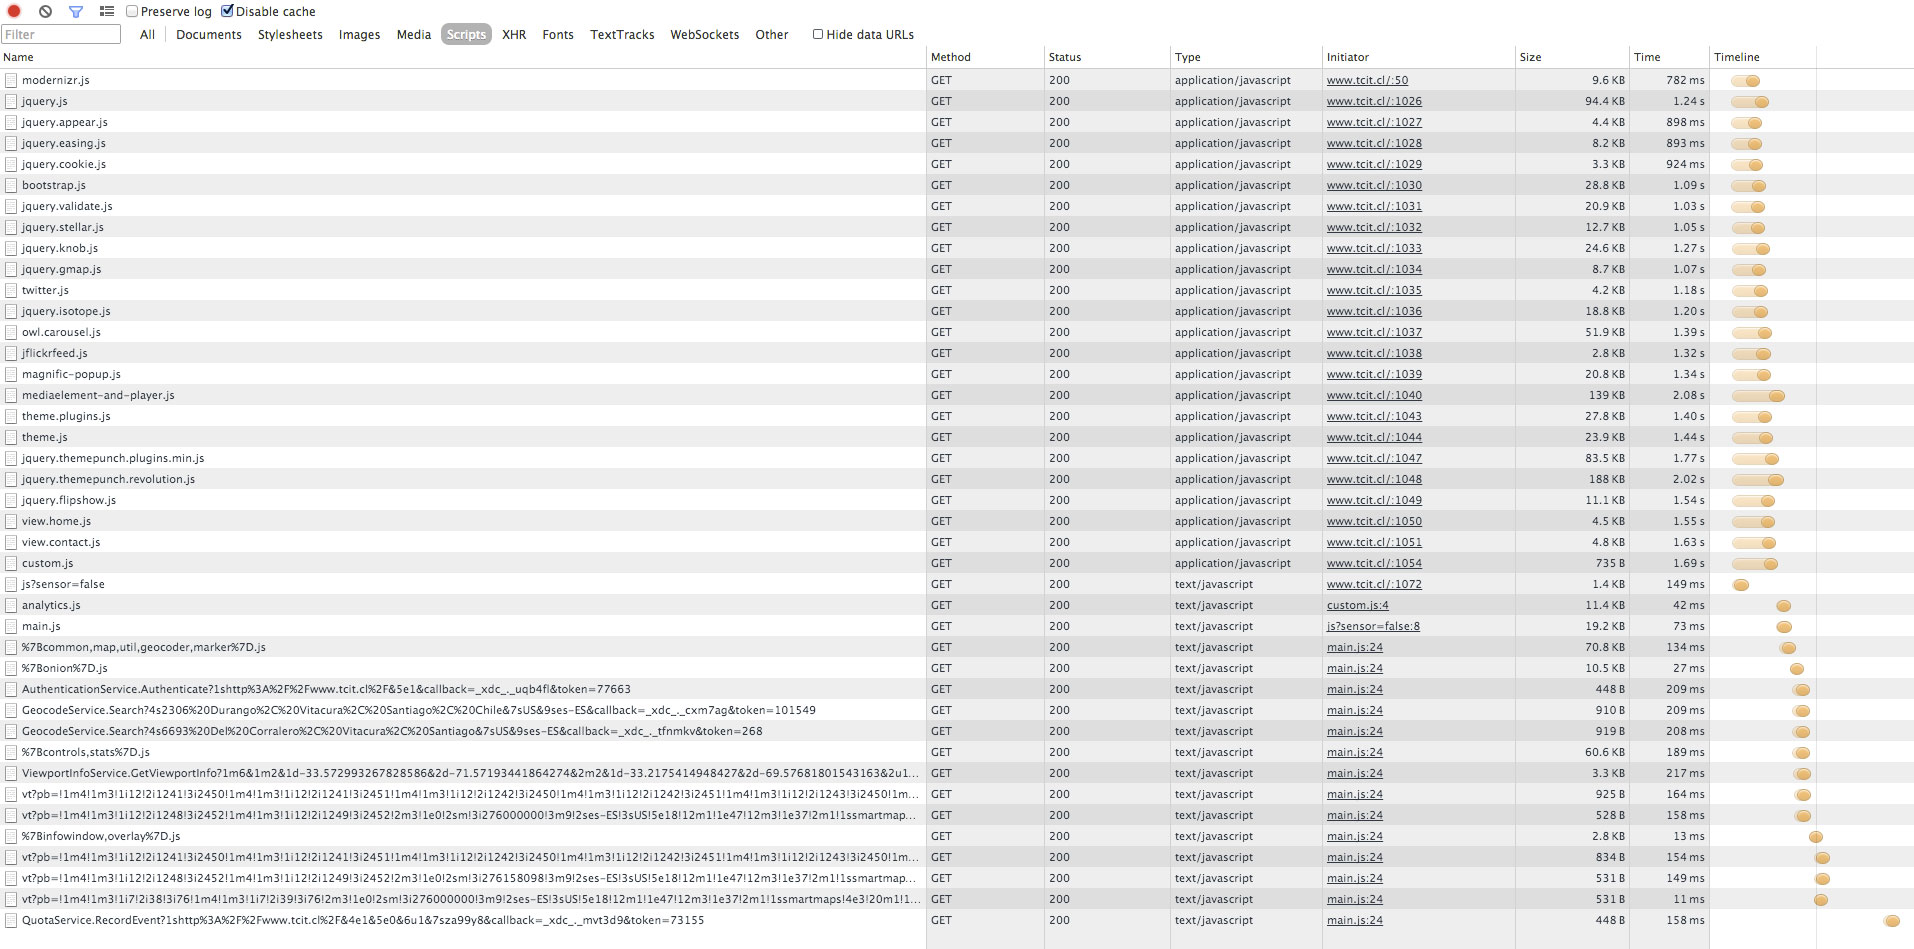 Preserve log Disable cache
Filter All Documents Stylesheets Images Media Scripts XHR Fonts TextTracks WebSockets Other Hide data URLs
Name Method Status Type Initiator Size Time Timeline
modernizr.js GET 200 application/javascript www.tcit.cl/:50 9.6 KB 782 ms
jquery.js GET 200 application/javascript www.tcit.cl/:1026 94.4 KB 1.24 s
jquery.appear.js GET 200 application/javascript www.tcit.cl/:1027 4.4 KB 898 ms
jquery.easing.js GET 200 application/javascript www.tcit.cl/:1028 8.2 KB 893 ms
jquery.cookie.js GET 200 application/javascript www.tcit.cl/:1029 3.3 KB 924 ms
bootstrap.js GET 200 application/javascript www.tcit.cl/:1030 28.8 KB 1.09 s
jquery.validate.js GET 200 application/javascript www.tcit.cl/:1031 20.9 KB 1.03 s
jquery.stellar.js GET 200 application/javascript www.tcit.cl/:1032 12.7 KB 1.05 s
jquery.knob.js GET 200 application/javascript www.tcit.cl/:1033 24.6 KB 1.27 s
jquery.gmap.js GET 200 application/javascript www.tcit.cl/:1034 8.7 KB 1.07 s
twitter.js GET 200 application/javascript www.tcit.cl/:1035 4.2 KB 1.18 s
jquery.isotope.js GET 200 application/javascript www.tcit.cl/:1036 18.8 KB 1.20 s
owl.carousel.js GET 200 application/javascript www.tcit.cl/:1037 51.9 KB 1.39 s
jflickrfeed.js GET 200 application/javascript www.tcit.cl/:1038 2.8 KB 1.32 s
magnific-popup.js GET 200 application/javascript www.tcit.cl/:1039 20.8 KB 1.34 s
mediaelement-and-player.js GET 200 application/javascript www.tcit.cl/:1040 139 KB 2.08 s
theme.plugins.js GET 200 application/javascript www.tcit.cl/:1043 27.8 KB 1.40 s
theme.js GET 200 application/javascript www.tcit.cl/:1044 23.9 KB 1.44 s
jquery.themepunch.plugins.min.js GET 200 application/javascript www.tcit.cl/:1047 83.5 KB 1.77 s
jquery.themepunch.revolution.js GET 200 application/javascript www.tcit.cl/:1048 188 KB 2.02 s
jquery.flipshow.js GET 200 application/javascript www.tcit.cl/:1049 11.1 KB 1.54 s
view.home.js GET 200 application/javascript www.tcit.cl/:1050 4.5 KB 1.55 s
view.contact.js GET 200 application/javascript www.tcit.cl/:1051 4.8 KB 1.63 s
custom.js GET 200 application/javascript www.tcit.cl/:1054 735 B 1.69 s
js?sensor=false GET 200 text/javascript www.tcit.cl/:1072 1.4 KB 149 ms
analytics.js GET 200 text/javascript custom.js:4 11.4 KB 42 ms
main.js GET 200 text/javascript js?sensor=false:8 19.2 KB 73 ms
%7Bcommon,map,util,geocoder,marker%7D.js GET 200 text/javascript main.js:24 70.8 KB 134 ms
%7Bonion%7D.js GET 200 text/javascript main.js:24 10.5 KB 27 ms
AuthenticationService.Authenticate?1shttp%3A%2F%2Fwww.tcit.cl%2F&5e1&callback=_xdc_._uqb4fl&token=77663 GET 200 text/javascript main.js:24 448 B 209 ms
GeocodeService.Search?4s2306%20Durango%2C%20Vitacura%2C%20Santiago%2C%20Chile&7sUS&9ses-ES&callback=_xdc_._cxm7ag&token=101549 GET 200 text/javascript main.js:24 910 B 209 ms
GeocodeService.Search?4s6693%20Del%20Corralero%2C%20Vitacura%2C%20Santiago&7sUS&9ses-ES&callback=_xdc_._tfnmkv&token=268 GET 200 text/javascript main.js:24 919 B 208 ms
%7Bcontrols,stats%7D.js GET 200 text/javascript main.js:24 60.6 KB 189 ms
ViewportInfoService.GetViewportInfo?1m6&1m2&1d-33.572993267828586&2d-71.57193441864274&2m2&1d-33.2175414948427&2d-69.57681801543163&2u1... GET 200 text/javascript main.js:24 3.3 KB 217 ms
vt?pb=!1m4!1m3!1i12!2i1241!3i2450!1m4!1m3!1i12!2i1241!3i2451!1m4!1m3!1i12!2i1242!3i2450!1m4!1m3!1i12!2i1242!3i2451!1m4!1m3!1i12!2i1243!3i2450!1m... GET 200 text/javascript main.js:24 925 B 164 ms
vt?pb=!1m4!1m3!1i12!2i1248!3i2452!1m4!1m3!1i12!2i1249!3i2452!2m3!1e0!2sm!3i276000000!3m9!2ses-ES!3sUS!5e18!12m1!1e47!12m3!1e37!2m1!1ssmartmap... GET 200 text/javascript main.js:24 528 B 158 ms
%7Binfowindow,overlay%7D.js GET 200 text/javascript main.js:24 2.8 KB 13 ms
vt?pb=!1m4!1m3!1i12!2i1241!3i2450!1m4!1m3!1i12!2i1241!3i2451!1m4!1m3!1i12!2i1242!3i2450!1m4!1m3!1i12!2i1242!3i2451!1m4!1m3!1i12!2i1243!3i2450!1m... GET 200 text/javascript main.js:24 834 B 154 ms
vt?pb=!1m4!1m3!1i12!2i1248!3i2452!1m4!1m3!1i12!2i1249!3i2452!2m3!1e0!2sm!3i276158098!3m9!2ses-ES!3sUS!5e18!12m1!1e47!12m3!1e37!2m1!1ssmartmap... GET 200 text/javascript main.js:24 531 B 149 ms
vt?pb=!1m4!1m3!1i7!2i38!3i76!1m4!1m3!1i7!2i39!3i76!2m3!1e0!2sm!3i276000000!3m9!2ses-ES!3sUS!5e18!12m1!1e47!12m3!1e37!2m1!1ssmartmaps!4e3!20m1!1... GET 200 text/javascript main.js:24 531 B 11 ms
QuotaService.RecordEvent?1shttp%3A%2F%2Fwww.tcit.cl%2F&4e1&5e0&6u1&7sza99y8&callback=_xdc_._mvt3d9&token=73155 GET 200 text/javascript main.js:24 448 B 158 ms